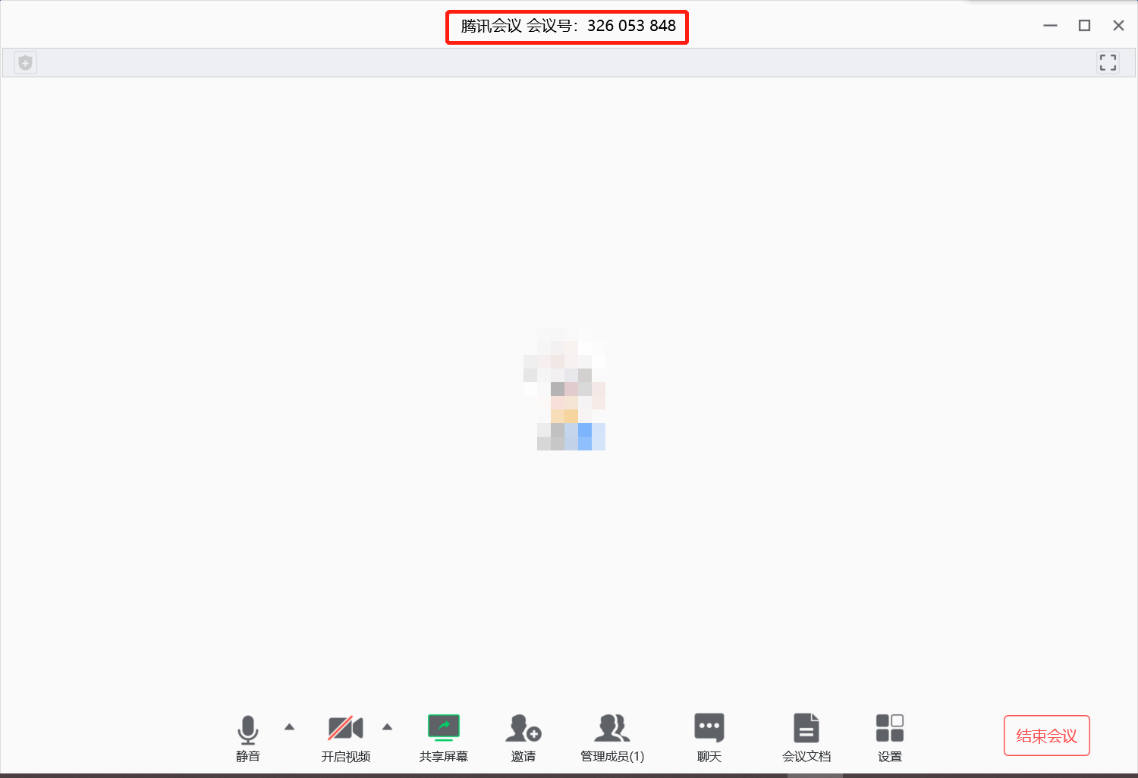 腾讯会议 会议号：326 053 848
静音
开启视频
共享屏幕
邀请
管理成员(1)
聊天
会议文档
设置
结束会议